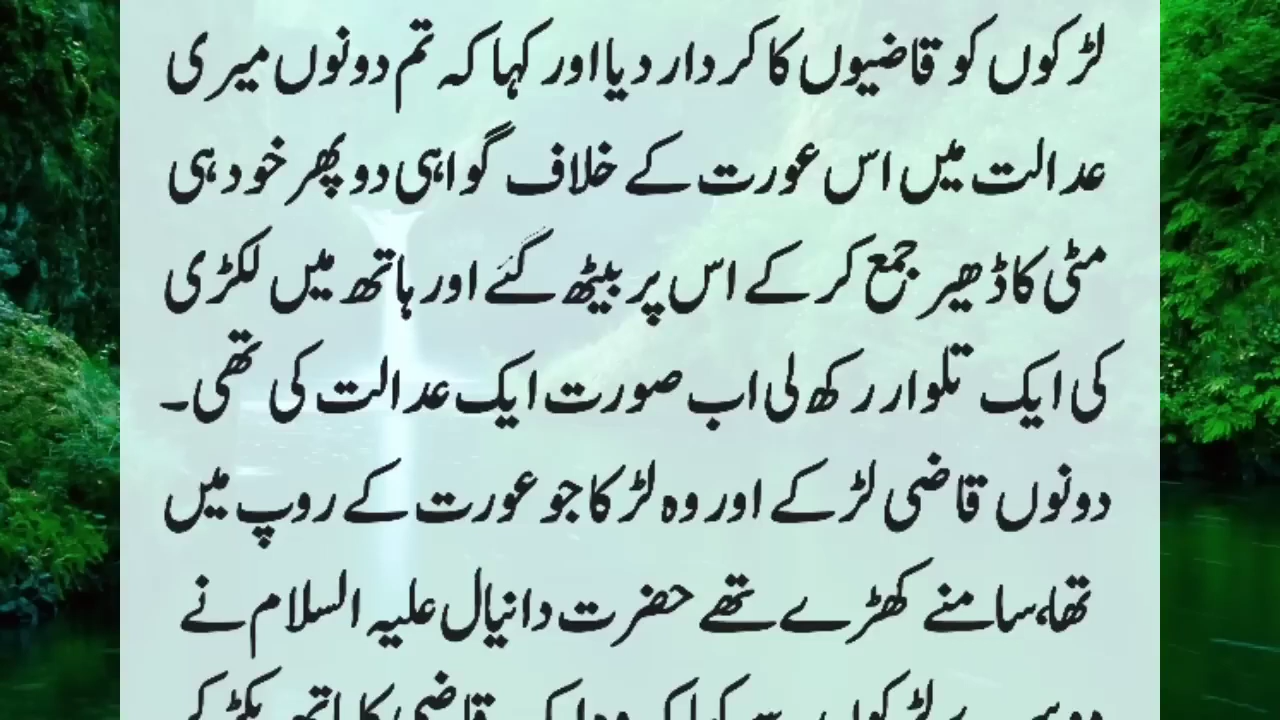 لڑکوں کو قاضیوں کا کردار دیا اور کہا کہ تم دونوں میری
عدالت میں اس عورت کے خلاف گواہی دو پھر خود ہی
مٹی کا ڈھیر جمع کر کے اس پر بیٹھ گئے اور ہاتھ میں لکڑی
کی ایک تلوار رکھ لی اب صورت ایک عدالت کی تھی۔
دونوں قاضی لڑکے اور وہ لڑکا جو عورت کے روپ میں
تھا، سامنے کھڑے تھے حضرت دانیال علیہ السلام نے